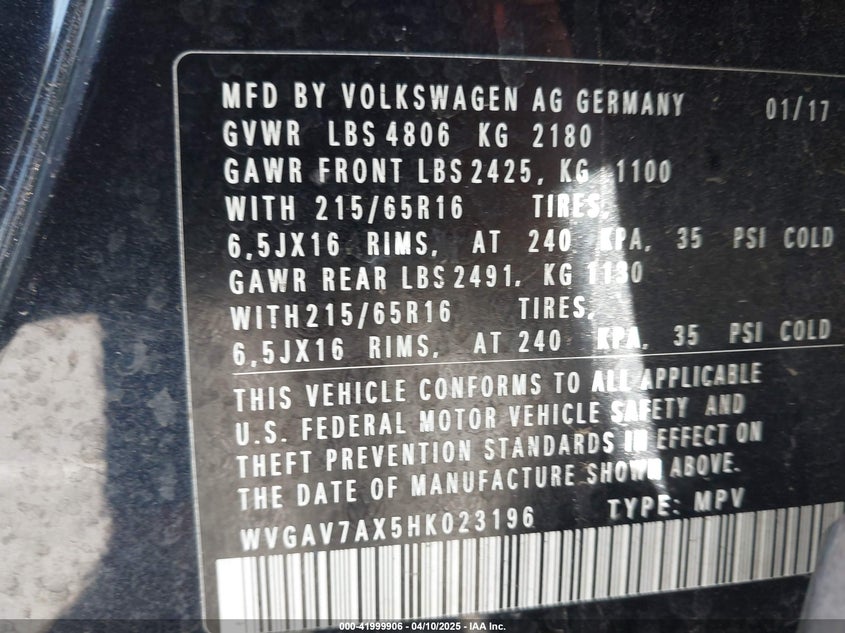 MFD BY VOLKSWAGEN AG GERMANY 01/17
GVWR LBS 4806 KG 2180
GAWR FRONT LBS 2425, KG 1100
WITH 215/65R16 TIRES,
6,5JX16 RIMS, AT 240 KPA, 35 PSI COLD
GAWR REAR LBS 2491, KG 1130
WITH 215/65R16 TIRES,
6,5JX16 RIMS, AT 240 KPA, 35 PSI COLD
THIS VEHICLE CONFORMS TO ALL APPLICABLE
U.S. FEDERAL MOTOR VEHICLE SAFETY AND
THEFT PREVENTION STANDARDS IN EFFECT ON
THE DATE OF MANUFACTURE SHOWN ABOVE.
WVGAV7AX5HK023196 TYPE: MPV
000-41999906 - 04/10/2025 - IAA Inc.